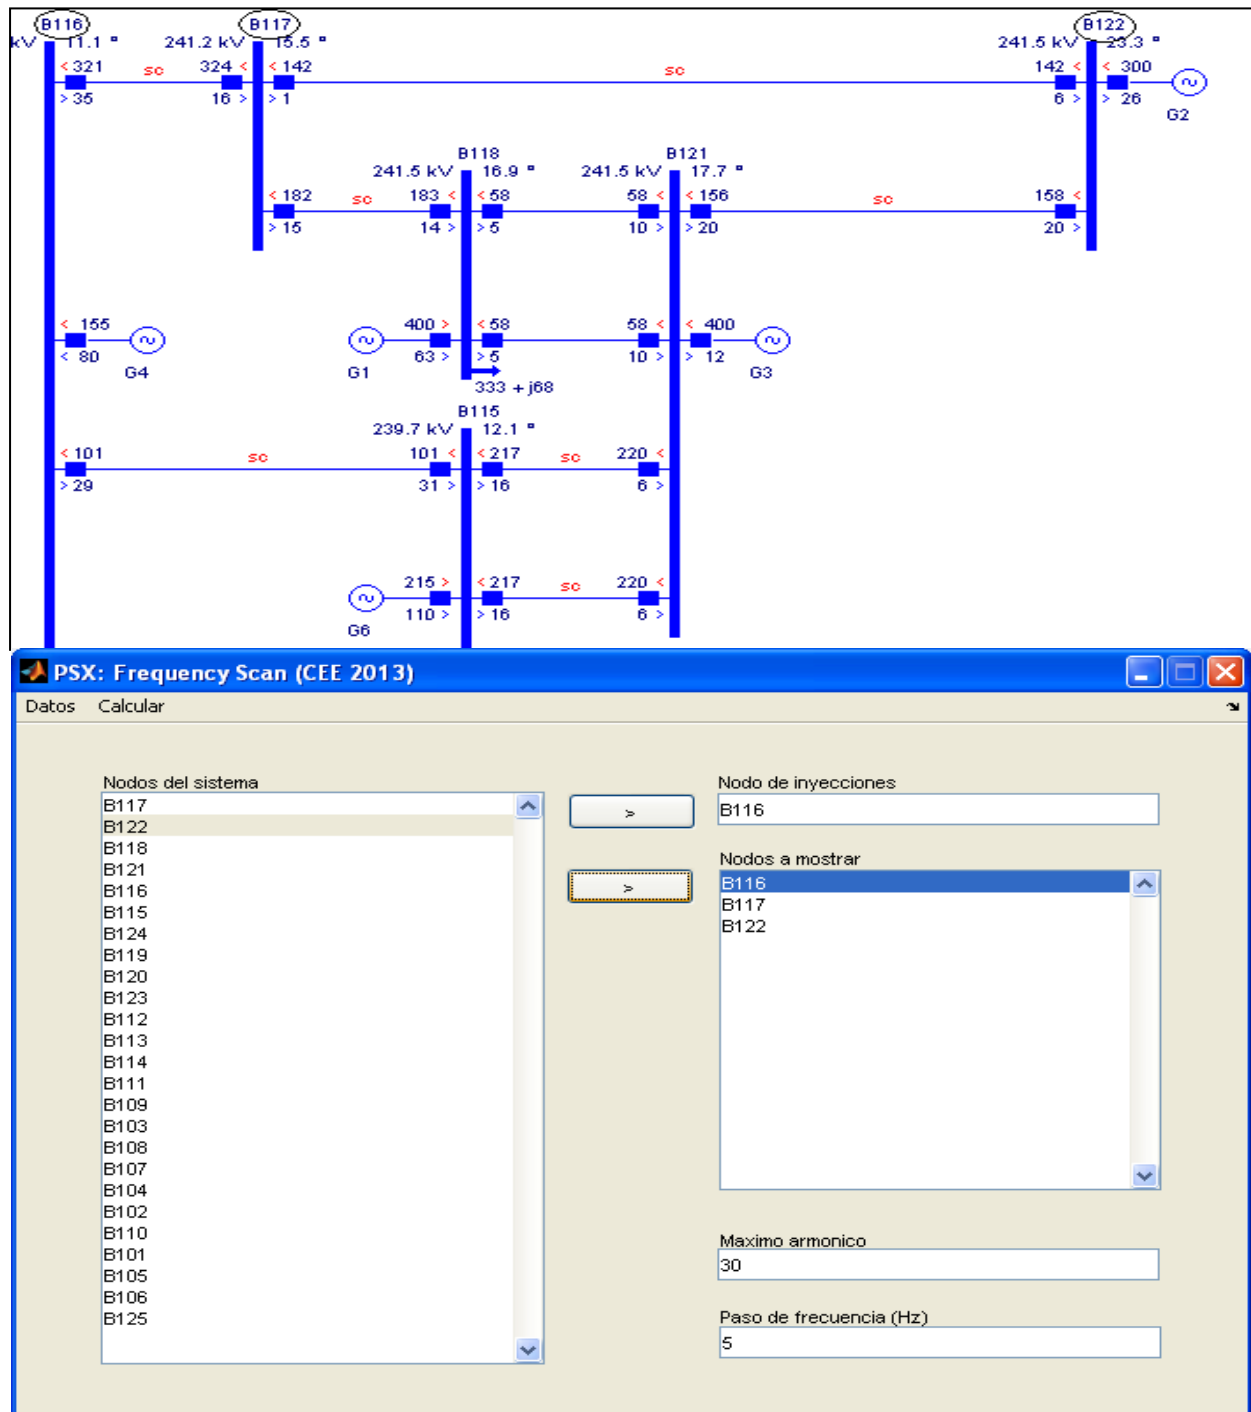 B116 B117 B122
kV 11.1 ° 241.2 kV 15.5 ° 241.5 kV 23.3 °
< 321 sc 324 < < 142 sc 142 < < 300
> 35 16 > > 1 6 > > 26
G2
B118 B121
241.5 kV 16.9 ° 241.5 kV 17.7 °
< 182 sc 183 < < 58 58 < < 156 sc 158 <
> 15 14 > > 5 10 > > 20 20 >
< 155 400 > < 58 58 < < 400
< 80 63 > > 5 10 > > 12
G4 G1 G3
333 + j68
B115
239.7 kV 12.1 °
< 101 sc 101 < < 217 sc 220 <
> 29 31 > > 16 6 >
215 > < 217 sc 220 <
110 > > 16 6 >
G6
PSX: Frequency Scan (CEE 2013)
Datos Calcular
Nodos del sistema
B117
B122
B118
B121
B116
B115
B124
B119
B120
B123
B112
B113
B114
B111
B109
B103
B108
B107
B104
B102
B110
B101
B105
B106
B125
>
>
Nodo de inyecciones
B116
Nodos a mostrar
B116
B117
B122
Maximo armonico
30
Paso de frecuencia (Hz)
5